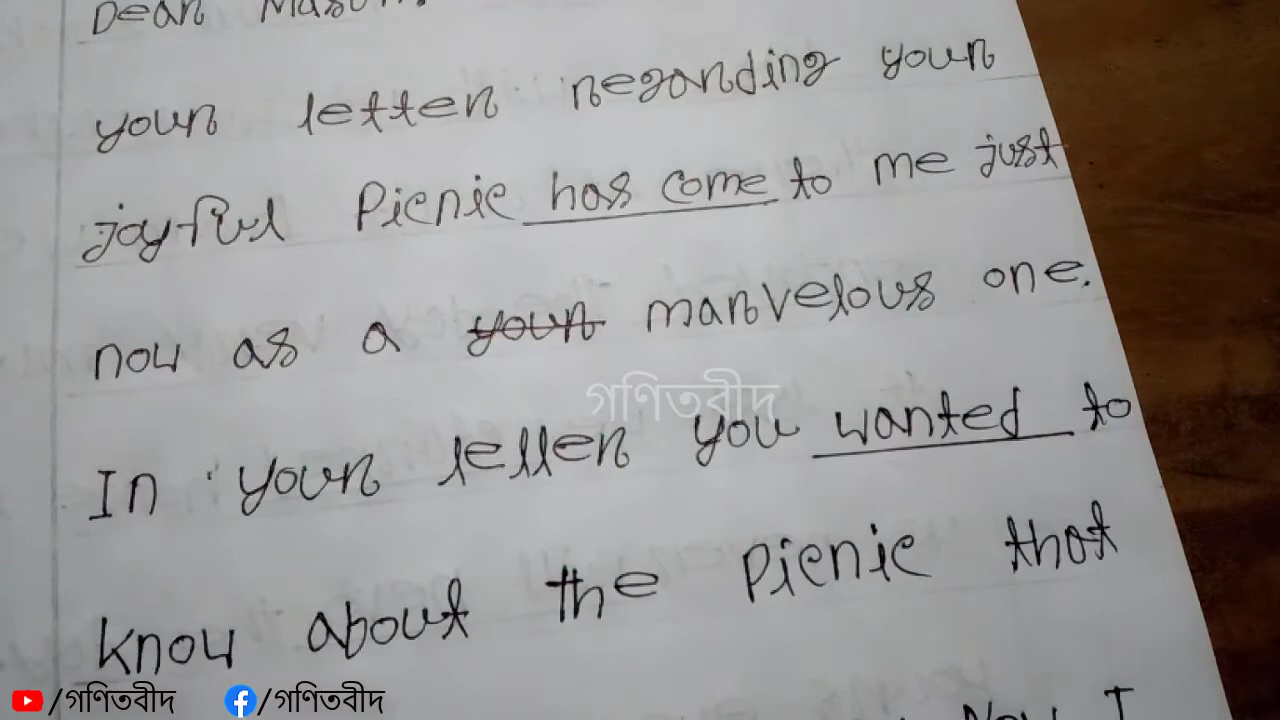 Dear Masum,
your letter regarding your
joyful Picnic has come to me just
now as a your marvelous one.
গণিতবীদ
In your letter you wanted to
know about the Picnic that
Now I
/গণিতবীদ /গণিতবীদ